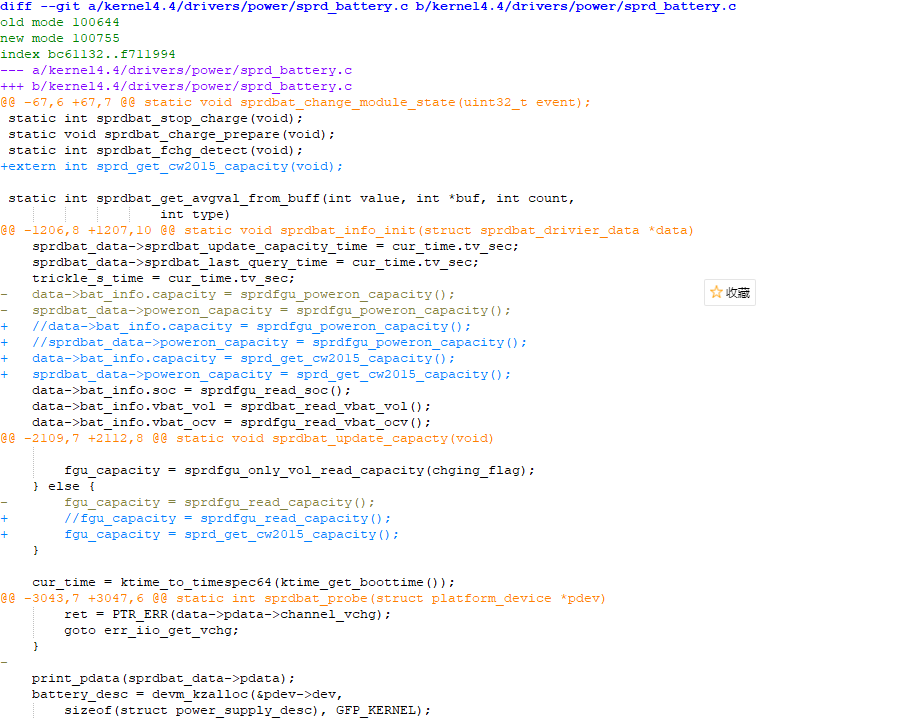 diff --git a/kernel4.4/drivers/power/sprd_battery.c b/kernel4.4/drivers/power/sprd_battery.c
old mode 100644
new mode 100755
index bc61132..f711994
--- a/kernel4.4/drivers/power/sprd_battery.c
+++ b/kernel4.4/drivers/power/sprd_battery.c
@@ -67,6 +67,7 @@ static void sprdbat_change_module_state(uint32_t event);
 static int sprdbat_stop_charge(void);
 static void sprdbat_charge_prepare(void);
 static int sprdbat_fchg_detect(void);
+extern int sprd_get_cw2015_capacity(void);

 static int sprdbat_get_avgval_from_buff(int value, int *buf, int count,
                    int type)
@@ -1206,8 +1207,10 @@ static void sprdbat_info_init(struct sprdbat_drivier_data *data)
    sprdbat_data->sprdbat_update_capacity_time = cur_time.tv_sec;
    sprdbat_data->sprdbat_last_query_time = cur_time.tv_sec;
    trickle_s_time = cur_time.tv_sec;
-   data->bat_info.capacity = sprdfgu_poweron_capacity();
-   sprdbat_data->poweron_capacity = sprdfgu_poweron_capacity();
+   //data->bat_info.capacity = sprdfgu_poweron_capacity();
+   //sprdbat_data->poweron_capacity = sprdfgu_poweron_capacity();
+   data->bat_info.capacity = sprd_get_cw2015_capacity();
+   sprdbat_data->poweron_capacity = sprd_get_cw2015_capacity();
    data->bat_info.soc = sprdfgu_read_soc();
    data->bat_info.vbat_vol = sprdbat_read_vbat_vol();
    data->bat_info.vbat_ocv = sprdfgu_read_vbat_ocv();
☆收藏
@@ -2109,7 +2112,8 @@ static void sprdbat_update_capacty(void)

        fgu_capacity = sprdfgu_only_vol_read_capacity(chging_flag);
    } else {
-       fgu_capacity = sprdfgu_read_capacity();
+       //fgu_capacity = sprdfgu_read_capacity();
+       fgu_capacity = sprd_get_cw2015_capacity();
    }

    cur_time = ktime_to_timespec64(ktime_get_boottime());
@@ -3043,7 +3047,6 @@ static int sprdbat_probe(struct platform_device *pdev)
        ret = PTR_ERR(data->pdata->channel_vchg);
        goto err_iio_get_vchg;
    }
-
    print_pdata(sprdbat_data->pdata);
    battery_desc = devm_kzalloc(&pdev->dev,
        sizeof(struct power_supply_desc), GFP_KERNEL);